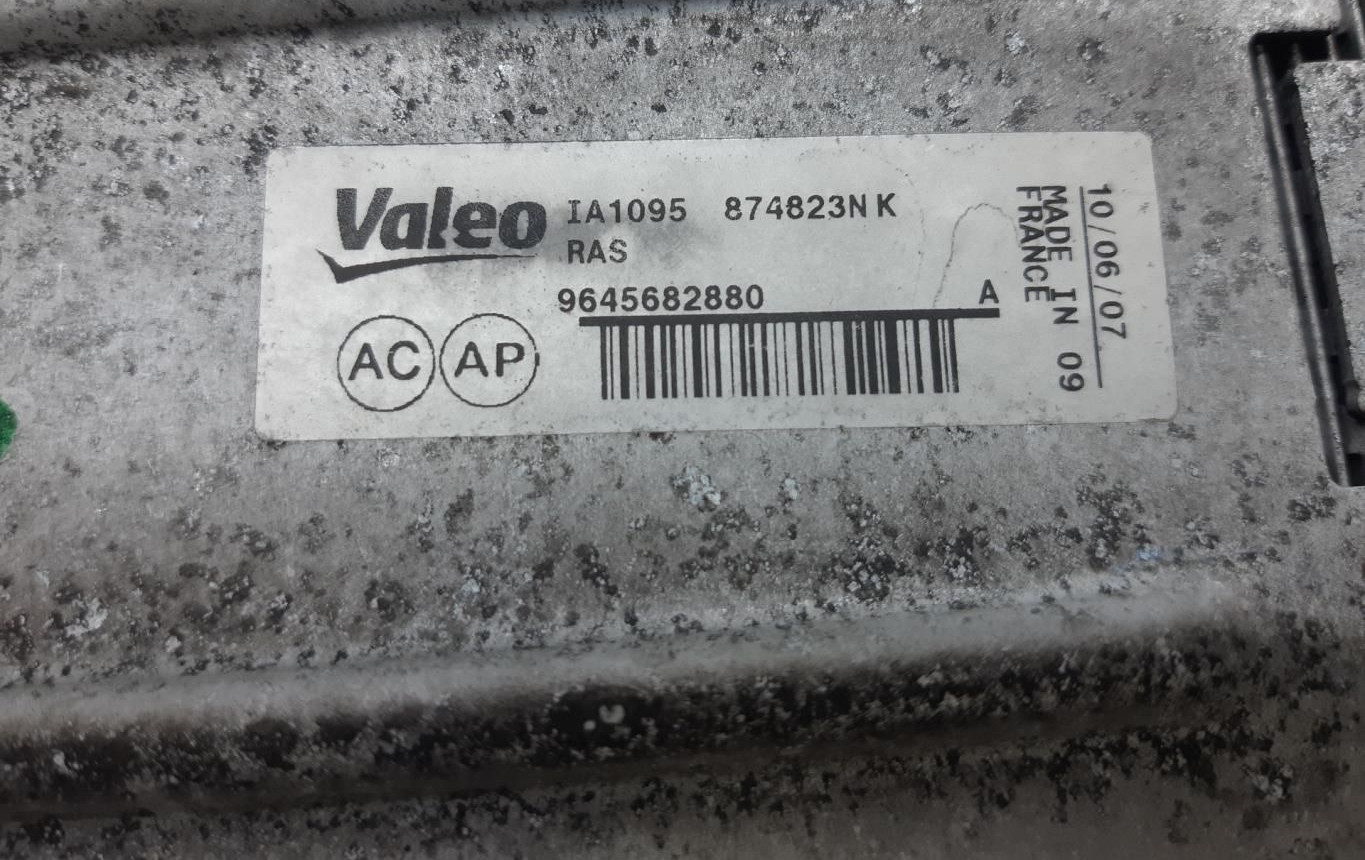 Valeo IA1095 874823N K
RAS
9645682880 A
AC AP
10/06/07
MADE IN 09
FRANCE